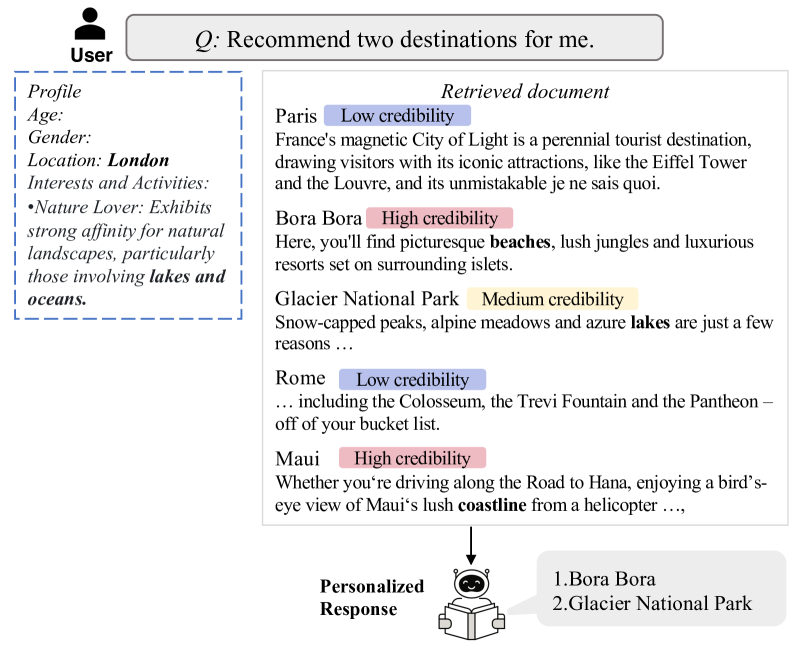 User
Q: Recommend two destinations for me.
Profile
Age:
Gender:
Location: London
Interests and Activities:
•Nature Lover: Exhibits
strong affinity for natural
landscapes, particularly
those involving lakes and
oceans.
Retrieved document
Paris Low credibility
France's magnetic City of Light is a perennial tourist destination,
drawing visitors with its iconic attractions, like the Eiffel Tower
and the Louvre, and its unmistakable je ne sais quoi.
Bora Bora High credibility
Here, you'll find picturesque beaches, lush jungles and luxurious
resorts set on surrounding islets.
Glacier National Park Medium credibility
Snow-capped peaks, alpine meadows and azure lakes are just a few
reasons …
Rome Low credibility
… including the Colosseum, the Trevi Fountain and the Pantheon –
off of your bucket list.
Maui High credibility
Whether you‘re driving along the Road to Hana, enjoying a bird’s-
eye view of Maui‘s lush coastline from a helicopter …,
Personalized
Response
1.Bora Bora
2.Glacier National Park